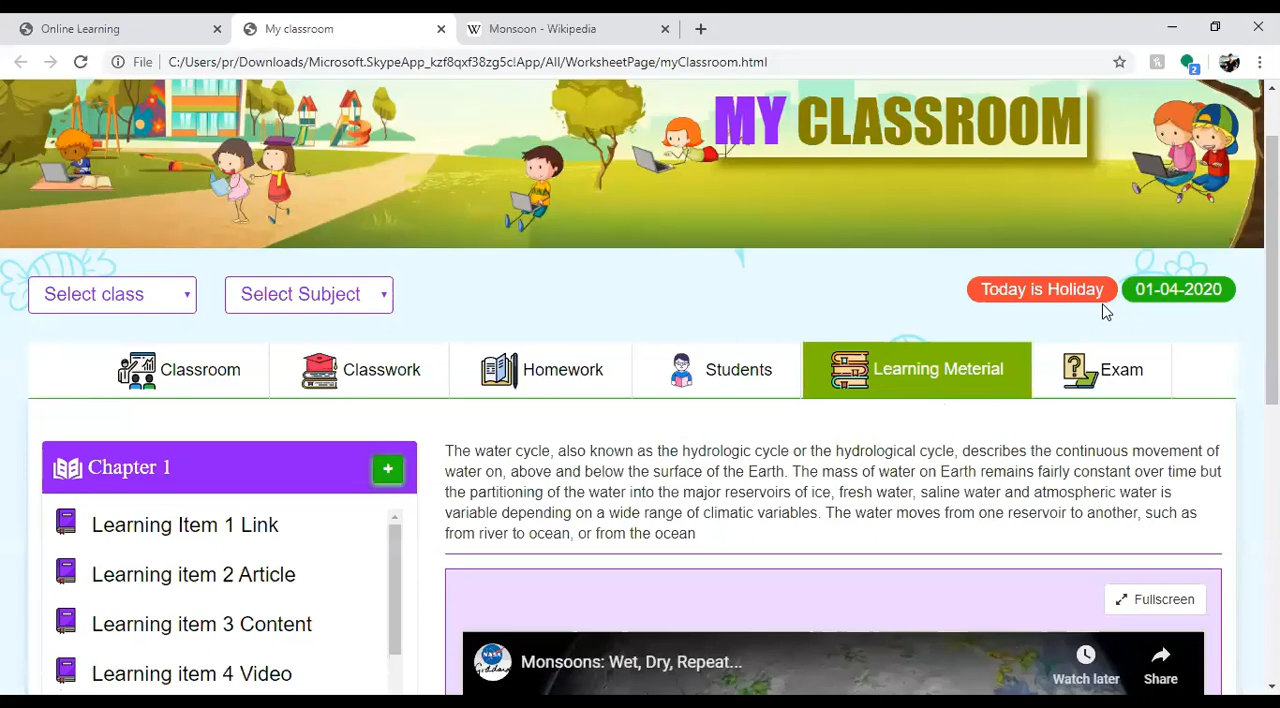 Online Learning
My classroom
W Monsoon - Wikipedia
File C:/Users/pr/Downloads/Microsoft.SkypeApp_kzf8qxf38zg5c!App/All/WorksheetPage/myClassroom.html
2
MY CLASSROOM
Select class
Select Subject
Today is Holiday
01-04-2020
Classroom
Classwork
Homework
Students
Learning Meterial
Exam
Chapter 1
+
Learning Item 1 Link
Learning item 2 Article
Learning item 3 Content
Learning item 4 Video
The water cycle, also known as the hydrologic cycle or the hydrological cycle, describes the continuous movement of
water on, above and below the surface of the Earth. The mass of water on Earth remains fairly constant over time but
the partitioning of the water into the major reservoirs of ice, fresh water, saline water and atmospheric water is
variable depending on a wide range of climatic variables. The water moves from one reservoir to another, such as
from river to ocean, or from the ocean
Fullscreen
NASA
Goddard
Monsoons: Wet, Dry, Repeat...
Watch later
Share